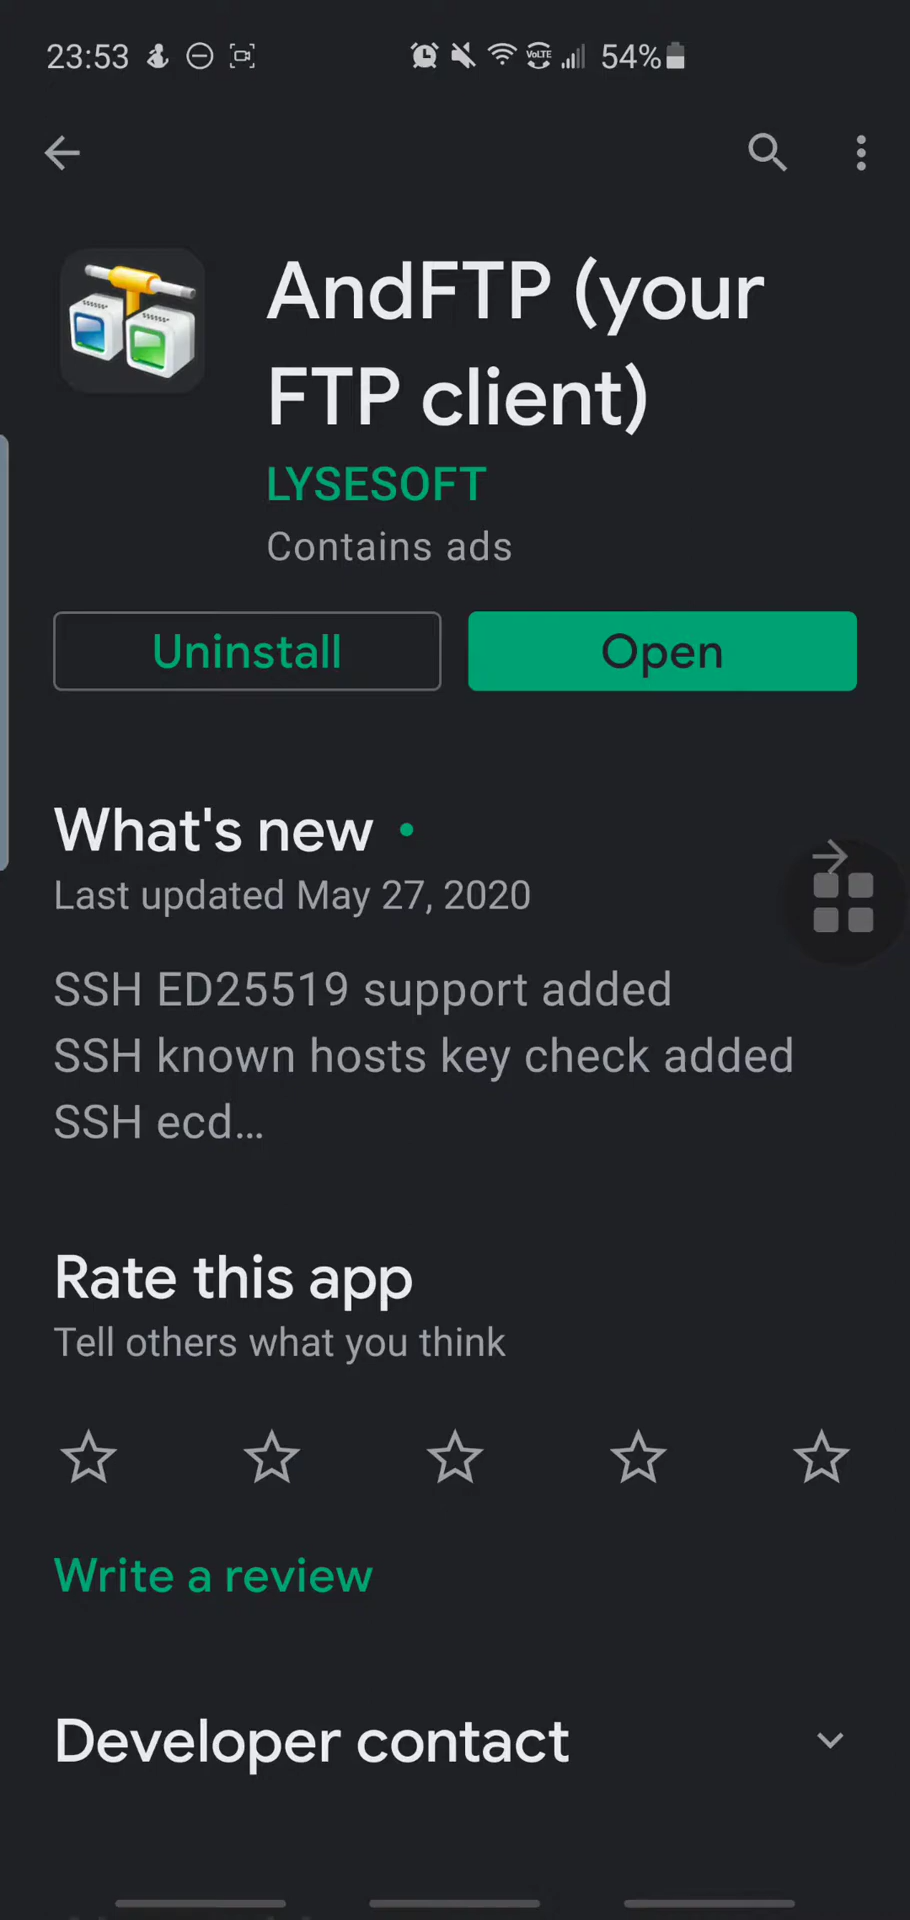 23:53
VoLTE
54%
AndFTP (your
FTP client)
LYSESOFT
Contains ads
Uninstall
Open
What's new
Last updated May 27, 2020
SSH ED25519 support added
SSH known hosts key check added
SSH ecd…
Rate this app
Tell others what you think
Write a review
Developer contact